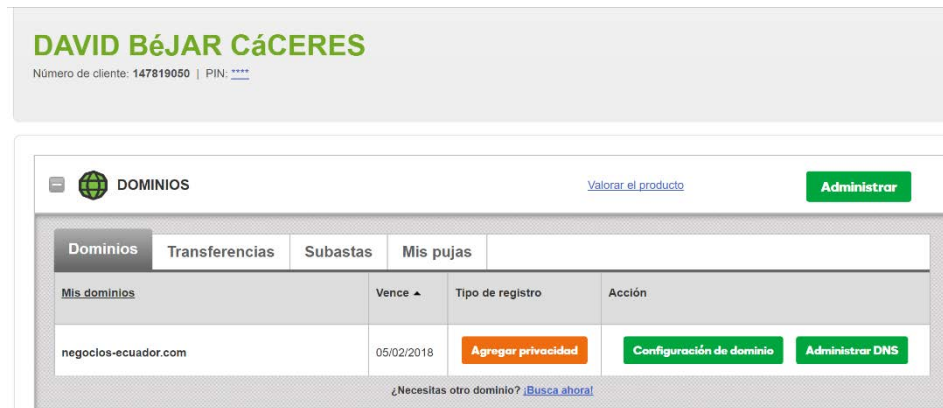 DAVID BéJAR CáCERES
Número de cliente: 147819050 | PIN: ****
DOMINIOS Valorar el producto Administrar
Dominios Transferencias Subastas Mis pujas
Mis dominios Vence Tipo de registro Acción
negocios-ecuador.com 05/02/2018 Agregar privacidad Configuración de dominio Administrar DNS
¿Necesitas otro dominio? ¡Busca ahora!